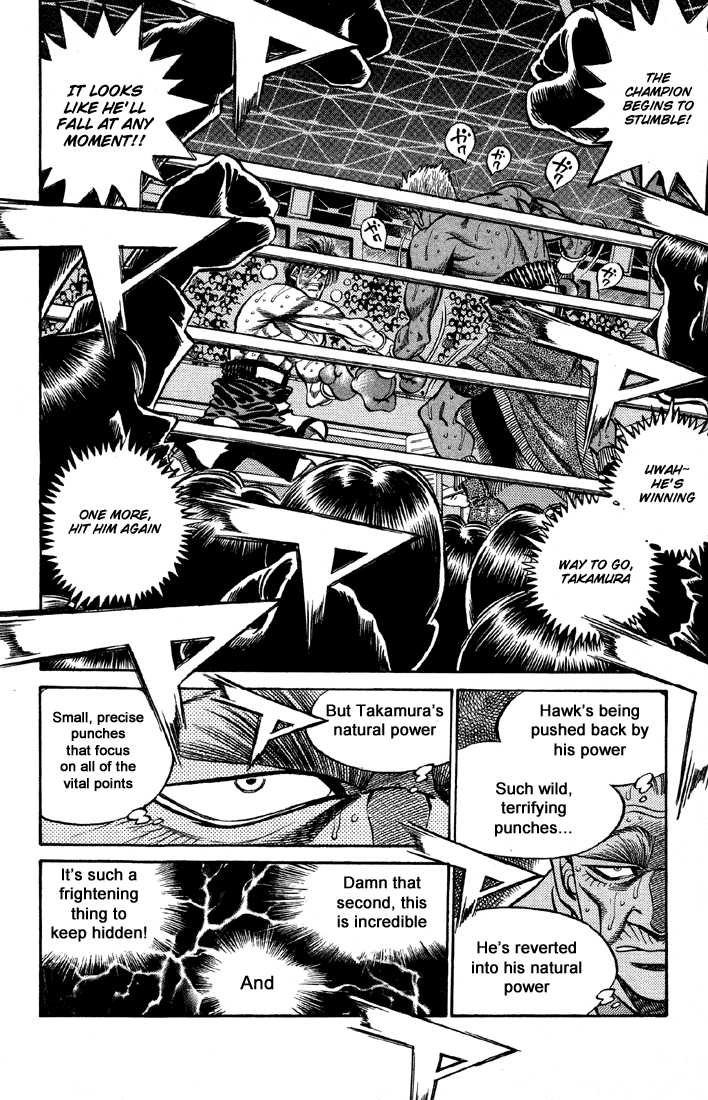 THE
CHAMPION
BEGINS TO
STUMBLE!
IT LOOKS
LIKE HE'LL
FALL AT ANY
MOMENT!!
UWAH~
HE'S
WINNING
WAY TO GO,
TAKAMURA
ONE MORE,
HIT HIM AGAIN
Hawk's being
pushed back by
his power
Such wild,
terrifying
punches...
He's reverted
into his natural
power
But Takamura's
natural power
Small, precise
punches
that focus
on all of the
vital points
Damn that
second, this
is incredible
And
It's such a
frightening
thing to
keep hidden!